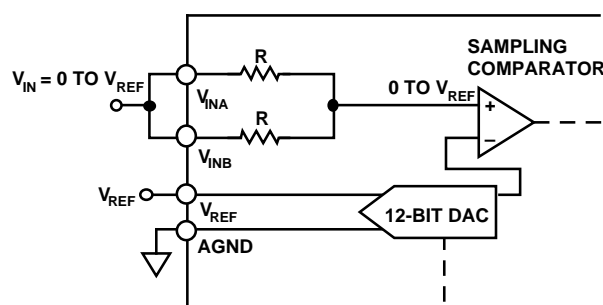 SAMPLING
COMPARATOR
R
V_IN = 0 TO V_REF
V_INA
0 TO V_REF
+
R
–
V_INB
V_REF
V_REF
12-BIT DAC
AGND